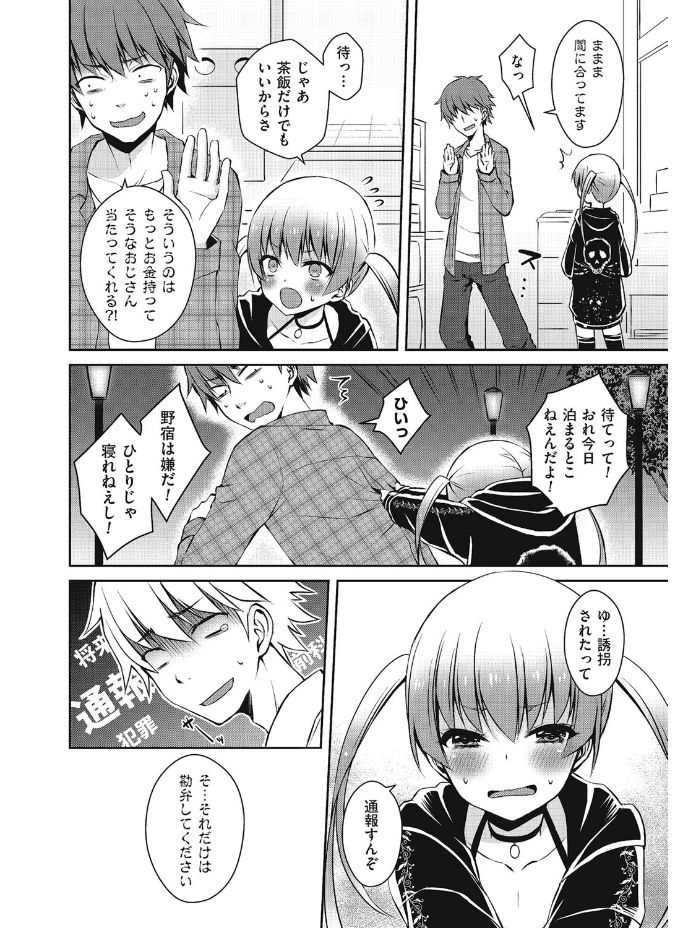 ままま
間に合ってます
なっ
待っ…
じゃあ
茶飯だけでも
いいからさ
そういうのは
もっとお金持って
そうなおじさん
当たってくれる?!
待てって!
おれ今日
泊まるとこ
ねえんだよ!
ひいっ
野宿は嫌だ!
ひとりじゃ
寝れねえし!
ゆ…誘拐
されたって
通報すんぞ
将来
通報
犯罪
前科
そ…それだけは
勘弁してください